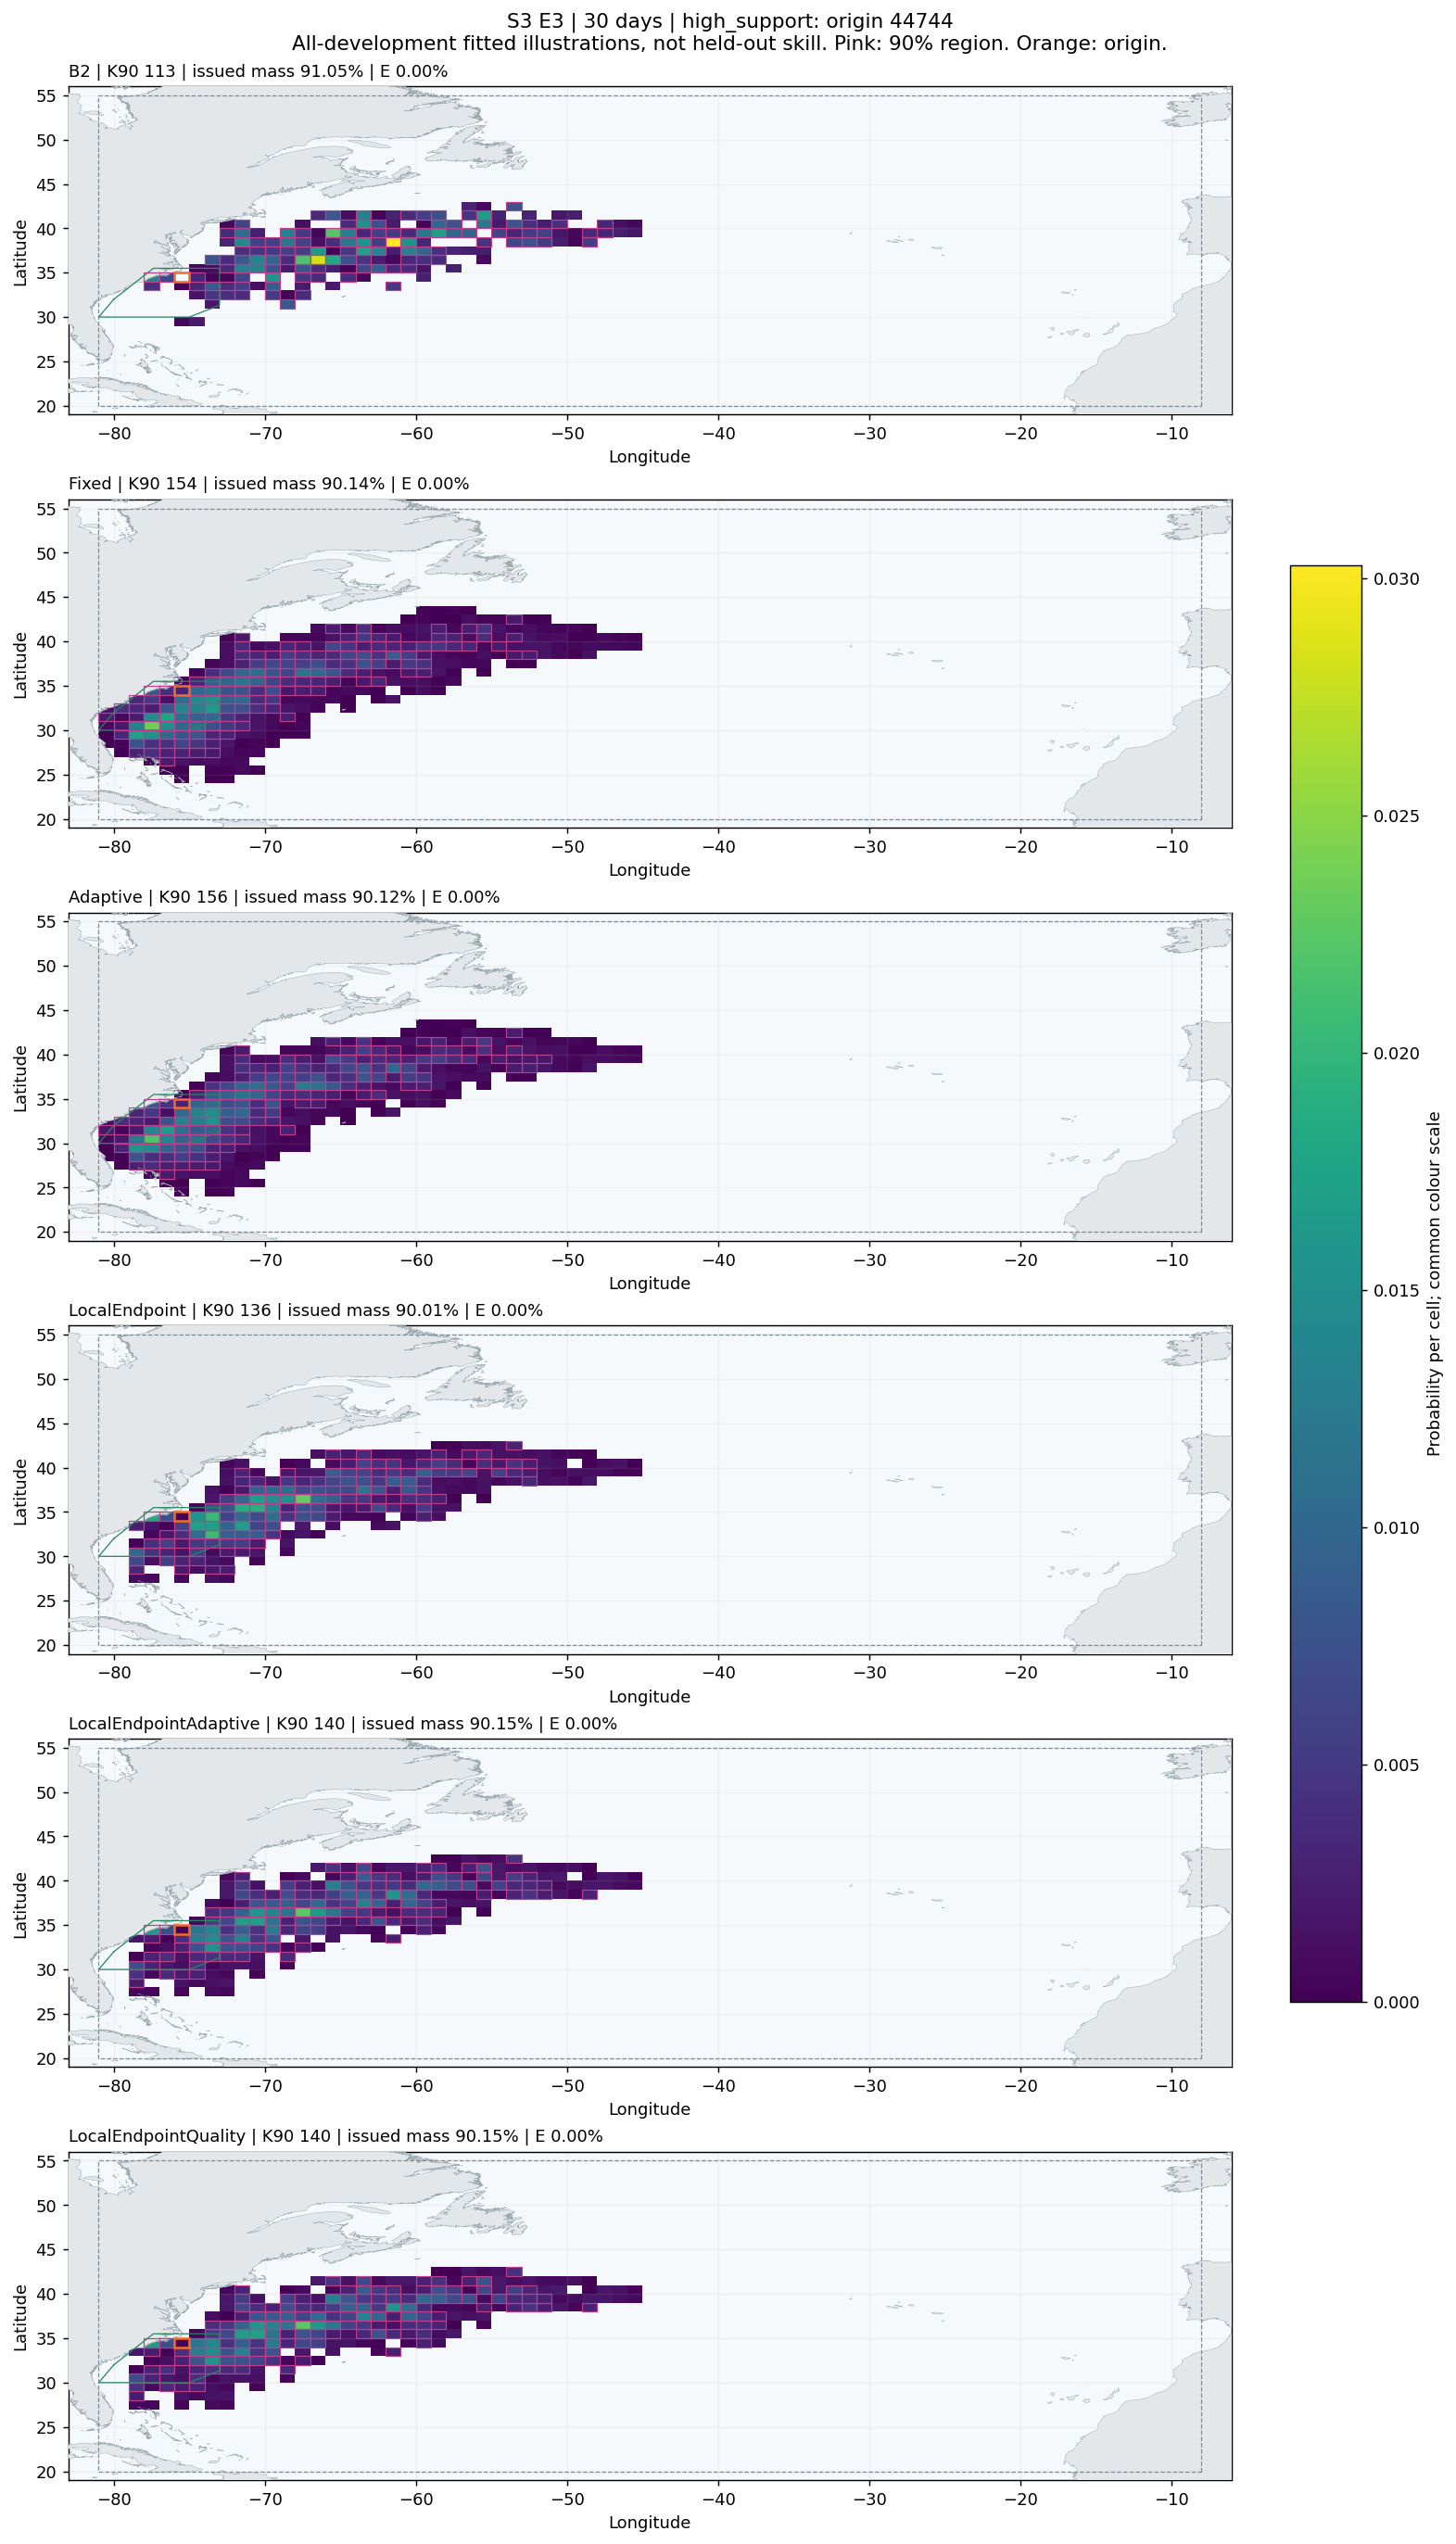 S3 E3 | 30 days | high_support: origin 44744
All-development fitted illustrations, not held-out skill. Pink: 90% region. Orange: origin.
B2 | K90 113 | issued mass 91.05% | E 0.00%
55
50
45
40
35
30
25
20
Latitude
−80 −70 −60 −50 −40 −30 −20 −10
Longitude
Fixed | K90 154 | issued mass 90.14% | E 0.00%
55
50
45
40
35
30
25
20
Latitude
−80 −70 −60 −50 −40 −30 −20 −10
Longitude
Adaptive | K90 156 | issued mass 90.12% | E 0.00%
55
50
45
40
35
30
25
20
Latitude
−80 −70 −60 −50 −40 −30 −20 −10
Longitude
LocalEndpoint | K90 136 | issued mass 90.01% | E 0.00%
55
50
45
40
35
30
25
20
Latitude
−80 −70 −60 −50 −40 −30 −20 −10
Longitude
LocalEndpointAdaptive | K90 140 | issued mass 90.15% | E 0.00%
55
50
45
40
35
30
25
20
Latitude
−80 −70 −60 −50 −40 −30 −20 −10
Longitude
LocalEndpointQuality | K90 140 | issued mass 90.15% | E 0.00%
55
50
45
40
35
30
25
20
Latitude
−80 −70 −60 −50 −40 −30 −20 −10
Longitude
0.030
0.025
0.020
0.015
0.010
0.005
0.000
Probability per cell; common colour scale